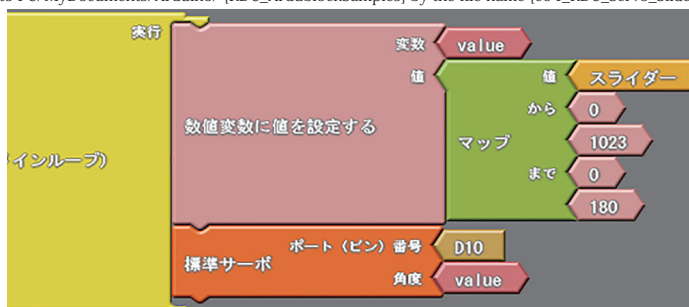 実行
変数 value
値
値 スライダー
から 0
数値変数に値を設定する
マップ
1023
インループ)
まで 0
180
ポート(ピン)番号 D10
標準サーボ
角度 value